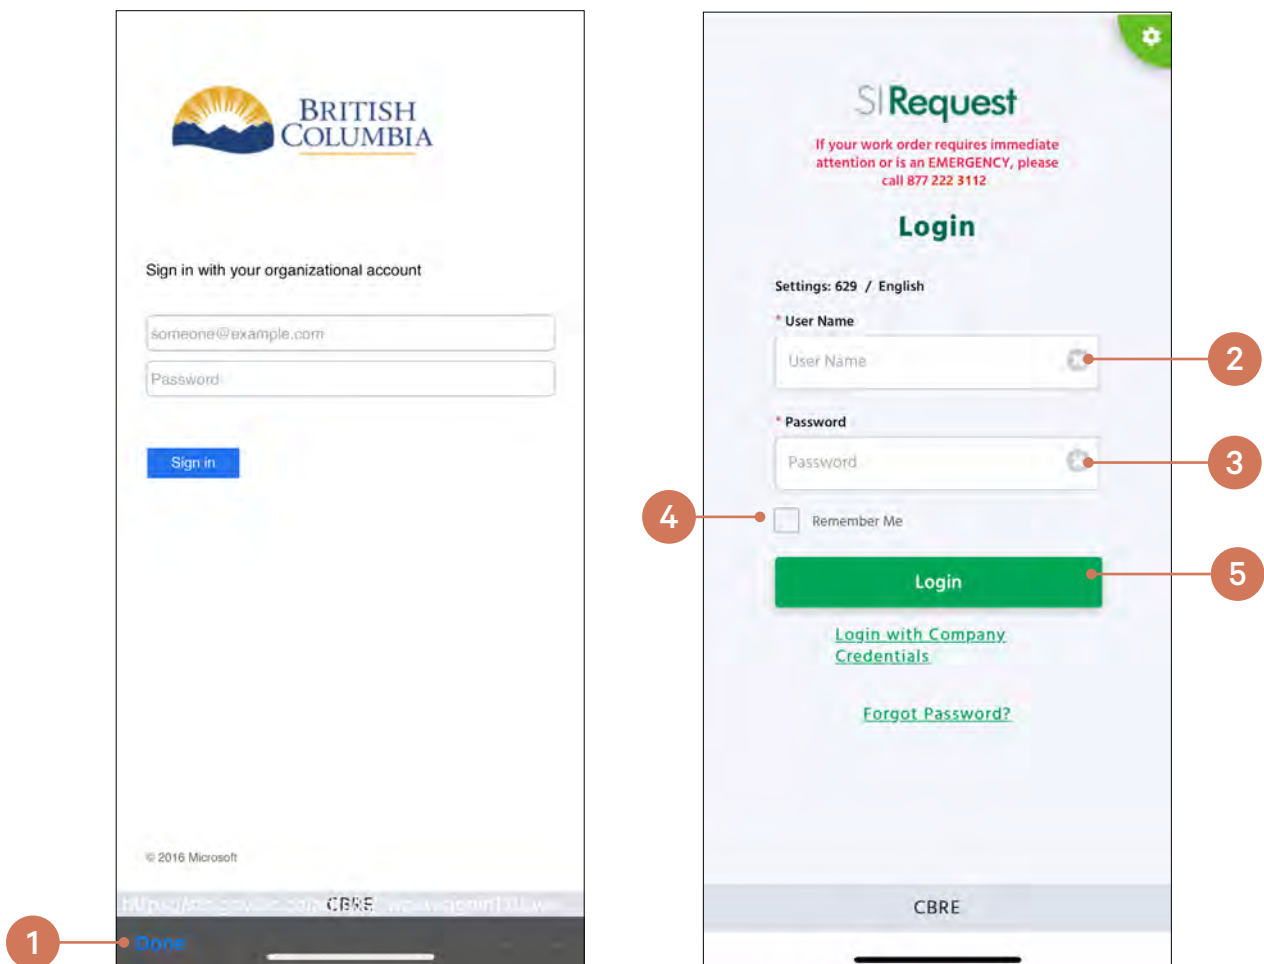 BRITISH
COLUMBIA
Sign in with your organizational account
someone@example.com
Password
Sign in
© 2016 Microsoft
CBRE
Done
1
SIRequest
If your work order requires immediate
attention or is an EMERGENCY, please
call 877 222 3112
Login
Settings: 629 / English
* User Name
User Name
2
* Password
Password
3
4
Remember Me
Login
5
Login with Company
Credentials
Forgot Password?
CBRE